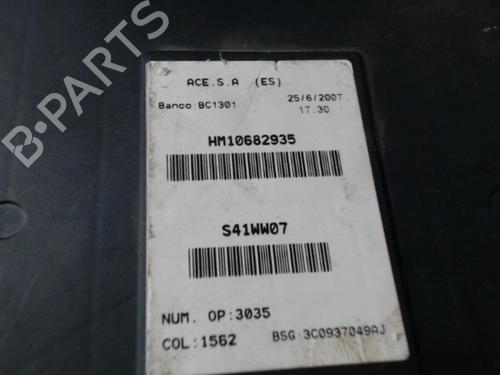 B-PARTS
ACE.S.A (ES)
Banco:BC1301
25/6/2007
17:30
HM10682935
S41WW07
NUM. OP:3035
COL:1562
BSG:3C0937049AJ